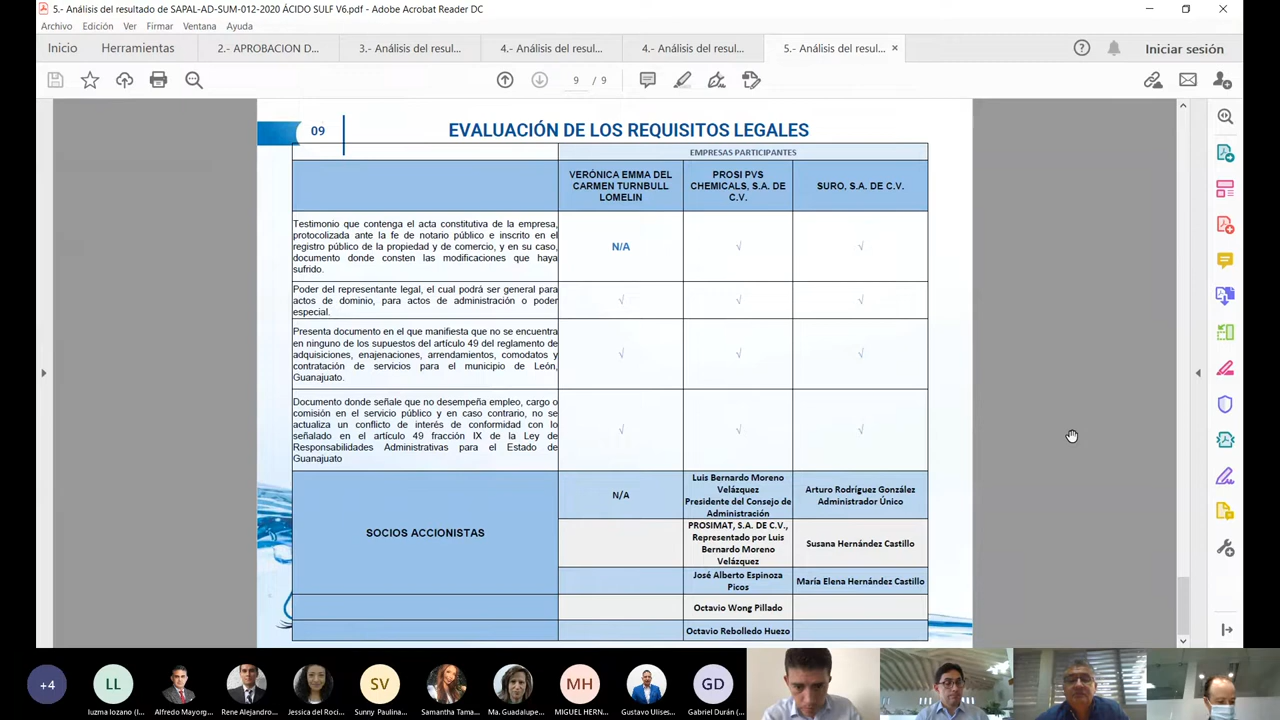 5.- Análisis del resultado de SAPAL-AD-SUM-012-2020 ÁCIDO SULF V6.pdf - Adobe Acrobat Reader DC
Archivo Edición Ver Firmar Ventana Ayuda
Inicio Herramientas 2.- APROBACION D... 3.- Análisis del resul... 4.- Análisis del resul... 4.- Análisis del resul... 5.- Análisis del resul... × Iniciar sesión
9 / 9
09 EVALUACIÓN DE LOS REQUISITOS LEGALES
EMPRESAS PARTICIPANTES
VERÓNICA EMMA DEL
CARMEN TURNBULL
LOMELIN
PROSI PVS
CHEMICALS, S.A. DE
C.V.
SURO, S.A. DE C.V.
Testimonio que contenga el acta constitutiva de la empresa,
protocolizada ante la fe de notario público e inscrito en el
registro público de la propiedad y de comercio, y en su caso,
documento donde consten las modificaciones que haya
sufrido.
N/A √ √
Poder del representante legal, el cual podrá ser general para
actos de dominio, para actos de administración o poder
especial.
√ √ √
Presenta documento en el que manifiesta que no se encuentra
en ninguno de los supuestos del artículo 49 del reglamento de
adquisiciones, enajenaciones, arrendamientos, comodatos y
contratación de servicios para el municipio de León,
Guanajuato.
√ √ √
Documento donde señale que no desempeña empleo, cargo o
comisión en el servicio público y en caso contrario, no se
actualiza un conflicto de interés de conformidad con lo
señalado en el artículo 49 fracción IX de la Ley de
Responsabilidades Administrativas para el Estado de
Guanajuato
√ √ √
SOCIOS ACCIONISTAS
N/A
Luis Bernardo Moreno
Velázquez
Presidente del Consejo de
Administración
Arturo Rodríguez González
Administrador Único
PROSIMAT, S.A. DE C.V.,
Representado por Luis
Bernardo Moreno
Velázquez
Susana Hernández Castillo
José Alberto Espinoza
Picos
María Elena Hernández Castillo
Octavio Wong Pillado
Octavio Rebolledo Huezo
+4 LL SV MH GD
luzma lozano (I... Alfredo Mayorg... Rene Alejandro... Jessica del Roci... Sunny Paulina... Samantha Tama... Ma. Guadalupe... MIGUEL HERN... Gustavo Ulises... Gabriel Durán (...